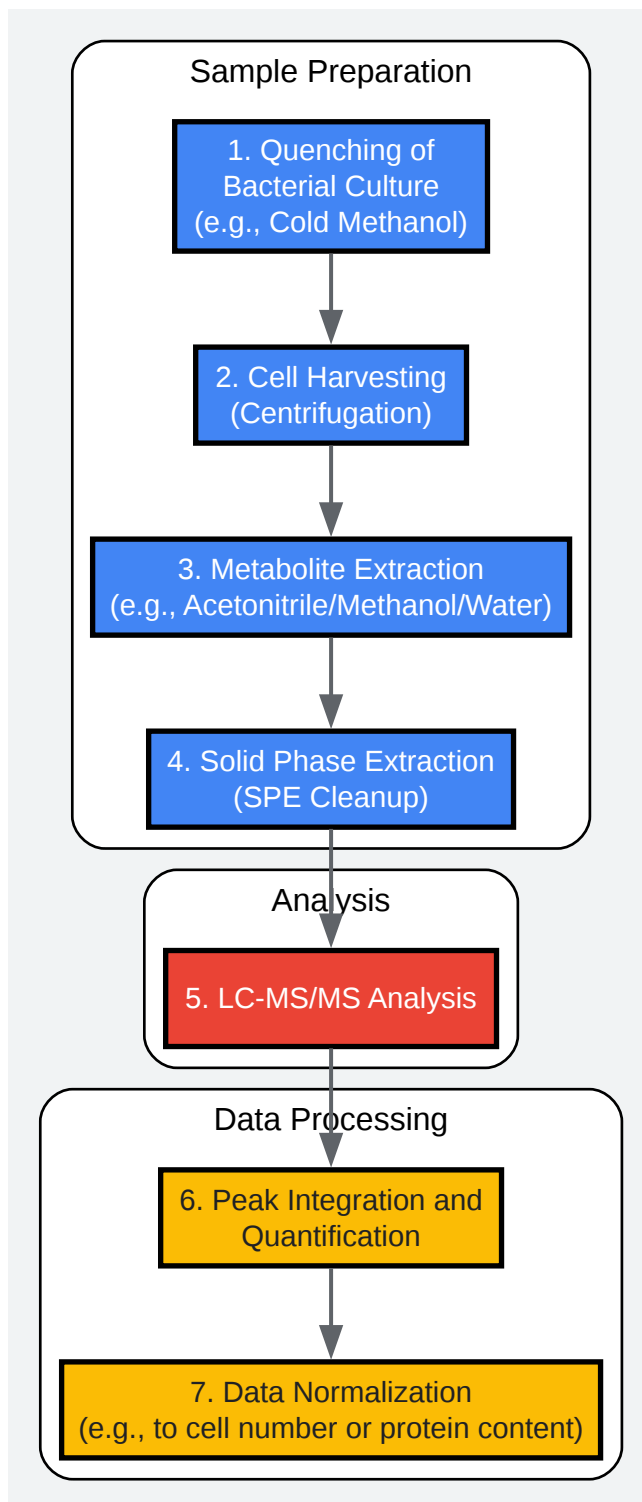 Sample Preparation
1. Quenching of
Bacterial Culture
(e.g., Cold Methanol)
2. Cell Harvesting
(Centrifugation)
3. Metabolite Extraction
(e.g., Acetonitrile/Methanol/Water)
4. Solid Phase Extraction
(SPE Cleanup)
Analysis
5. LC-MS/MS Analysis
Data Processing
6. Peak Integration and
Quantification
7. Data Normalization
(e.g., to cell number or protein content)